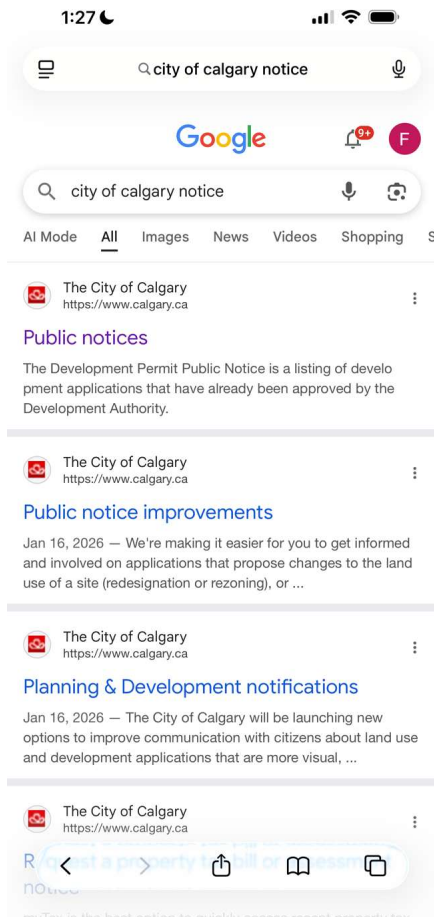 1:27
city of calgary notice
Google
9+
F
city of calgary notice
AI Mode All Images News Videos Shopping S
The City of Calgary
https://www.calgary.ca
Public notices
The Development Permit Public Notice is a listing of develo
pment applications that have already been approved by the
Development Authority.
The City of Calgary
https://www.calgary.ca
Public notice improvements
Jan 16, 2026 — We're making it easier for you to get informed
and involved on applications that propose changes to the land
use of a site (redesignation or rezoning), or ...
The City of Calgary
https://www.calgary.ca
Planning & Development notifications
Jan 16, 2026 — The City of Calgary will be launching new
options to improve communication with citizens about land use
and development applications that are more visual, ...
The City of Calgary
https://www.calgary.ca
a property tax bill or assessment
notice